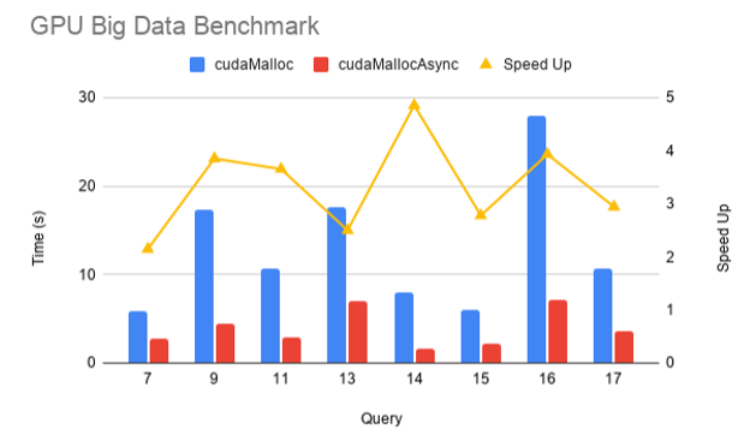 GPU Big Data Benchmark
cudaMalloc cudaMallocAsync Speed Up
30 5
4
20
3
2
10
1
0 0
Time (s)
Speed Up
7 9 11 13 14 15 16 17
Query